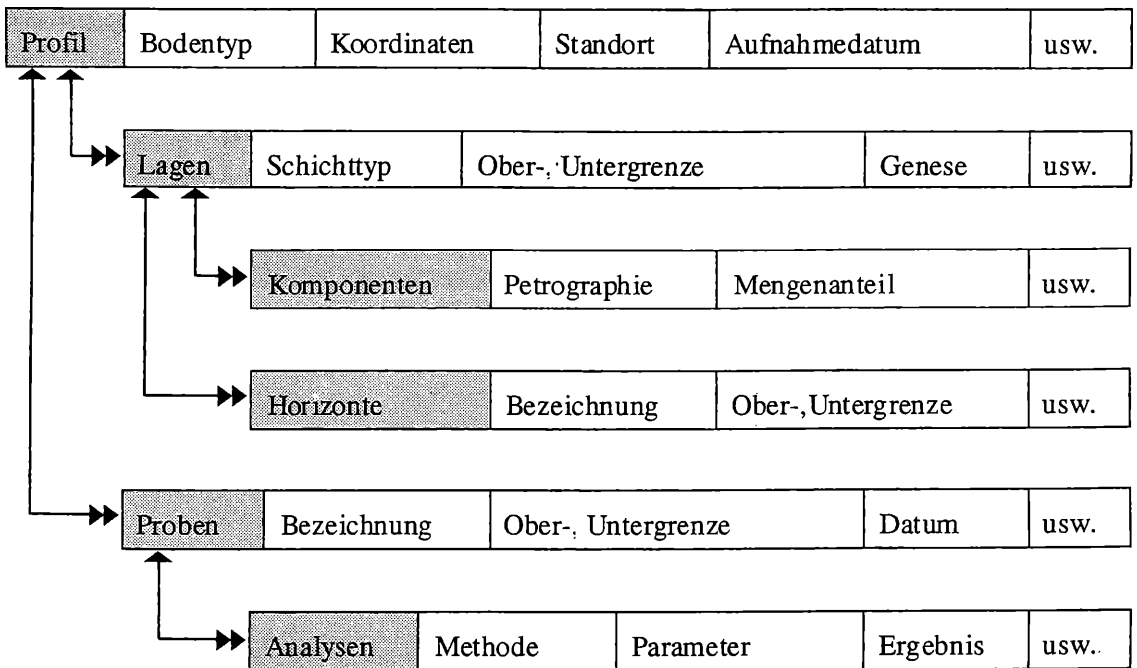 Profil Bodentyp Koordinaten Standort Aufnahmedatum usw.
Lagen Schichttyp Ober-, Untergrenze Genese usw.
Komponenten Petrographie Mengenanteil usw.
Horizonte Bezeichnung Ober-,Untergrenze usw.
Proben Bezeichnung Ober-, Untergrenze Datum usw.
Analysen Methode Parameter Ergebnis usw.